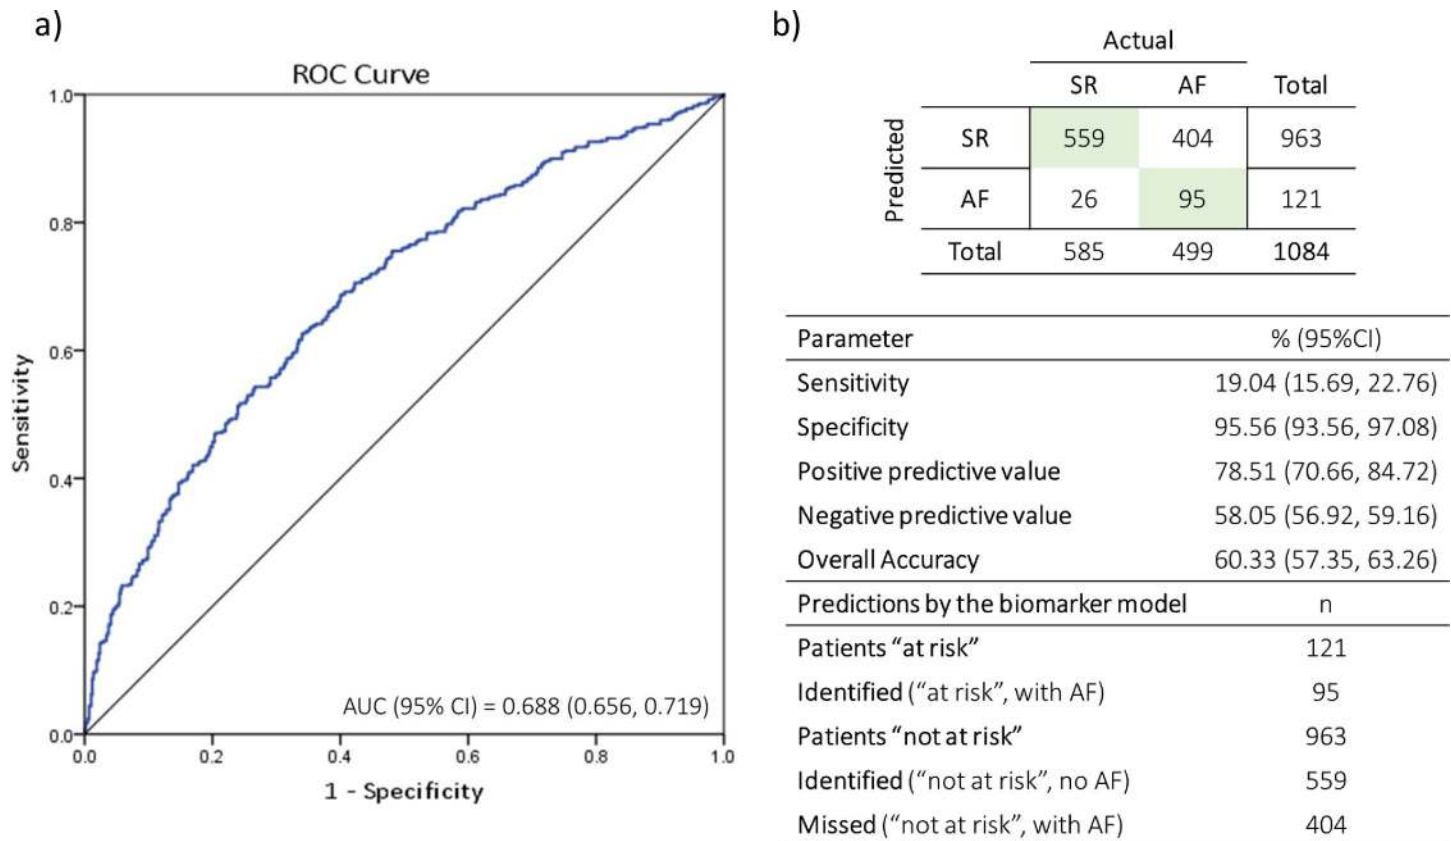 a)
ROC Curve
1.0
0.8
0.6
0.4
0.2
0.0
Sensitivity
0.0 0.2 0.4 0.6 0.8 1.0
1 - Specificity
AUC (95% CI) = 0.688 (0.656, 0.719)
b)
Actual
SR AF Total
Predicted
SR 559 404 963
AF 26 95 121
Total 585 499 1084
Parameter % (95%CI)
Sensitivity 19.04 (15.69, 22.76)
Specificity 95.56 (93.56, 97.08)
Positive predictive value 78.51 (70.66, 84.72)
Negative predictive value 58.05 (56.92, 59.16)
Overall Accuracy 60.33 (57.35, 63.26)
Predictions by the biomarker model n
Patients “at risk” 121
Identified (“at risk”, with AF) 95
Patients “not at risk” 963
Identified (“not at risk”, no AF) 559
Missed (“not at risk”, with AF) 404